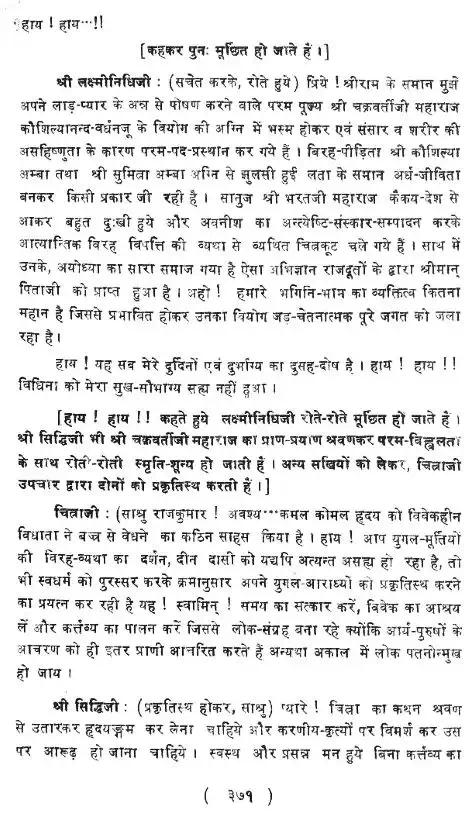 हाय ! हाय···!!
[कहकर पुनः मूर्छित हो जाते हैं ।]
श्री लक्ष्मीनिधिजी : (सचेत करके, रोते हुये) प्रिये ! श्रीराम के समान मुझे
अपने लाड़-प्यार के अन्न से पोषण करने वाले परम पूज्य श्री चक्रवर्तीजी महाराज
कौशिल्यानन्द-वर्धनजू के वियोग की अग्नि में भस्म होकर एवं संसार व शरीर की
असहिष्णुता के कारण परम-पद-प्रस्थान कर गये हैं । बिरह-पीड़िता श्री कौशिल्या
अम्बा तथा श्री सुमित्रा अम्बा अग्नि से झुलसी हुई लता के समान अर्ध-जीविता
बनकर किसी प्रकार जी रही है । सानुज श्री भरतजी महाराज कैकय-देश से
आकर बहुत दुःखी हुये और अवनीश का अन्त्येष्टि-संस्कार-सम्पादन करके
आत्यान्तिक विरह विपत्ति की व्यथा से व्यथित चित्रकूट चले गये हैं । साथ में
उनके, अयोध्या का सारा समाज गया है ऐसा अभिज्ञान राजदूतों के द्वारा श्रीमान्
पिताजी को प्राप्त हुआ है । अहो ! हमारे भगिनि-भाम का व्यक्तित्व कितना
महान है जिससे प्रभावित होकर उनका वियोग जड़-चेतनात्मक पूरे जगत को जला
रहा है ।
हाय ! यह सब मेरे दुर्दिनों एवं दुर्भाग्य का दुसह-दोष है । हाय ! हाय !!
विधिना को मेरा सुख-सौभाग्य सह्य नहीं हुआ ।
[हाय ! हाय !! कहते हुये लक्ष्मीनिधिजी रोते-रोते मूर्छित हो जाते हैं ।
श्री सिद्धिजी भी श्री चक्रवर्तीजी महाराज का प्राण-प्रयाण श्रवणकर परम-विह्वलता
के साथ रोती-रोती स्मृति-शून्य हो जाती हैं । अन्य सखियों को लेकर, चित्राजी
उपचार द्वारा दोनों को प्रकृतिस्थ करती हैं ।]
चित्राजी : (साश्रु राजकुमार ! अवश्य···कमल कोमल हृदय को विवेकहीन
विधाता ने बज्र से वेधने का कठिन साहस किया है । हाय ! आप युगल-मूर्तियों
की विरह-व्यथा का दर्शन, दीन दासी को यद्यपि अत्यन्त असह्य हो रहा है, तो
भी स्वधर्म को पुरस्सर करके क्रमानुसार अपने युगल-आराध्यों को प्रकृतिस्थ करने
का प्रयत्न कर रही है यह ! स्वामिन् ! समय का सत्कार करें, विवेक का आश्रय
लें और कर्त्तव्य का पालन करें जिससे लोक-संग्रह बना रहे क्योंकि आर्य-पुरुषों के
आचरण को ही इतर प्राणी आचरित करते हैं अन्यथा अकाल में लोक पतनोन्मुख
हो जाय ।
श्री सिद्धिजी : (प्रकृतिस्थ होकर, साश्रु) प्यारे ! चित्रा का कथन श्रवण
से उतारकर हृदयङ्गम कर लेना चाहिये और करणीय-कृत्यों पर विमर्श कर उस
पर आरूढ़ हो जाना चाहिये । स्वस्थ और प्रसन्न मन हुये बिना कर्त्तव्य का
( ३७१ )